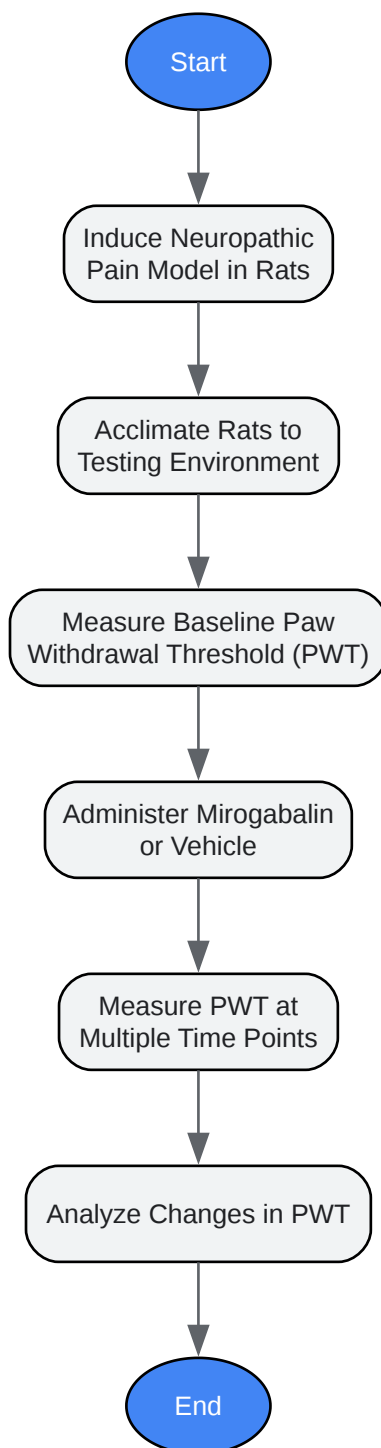 Start
Induce Neuropathic
Pain Model in Rats
Acclimate Rats to
Testing Environment
Measure Baseline Paw
Withdrawal Threshold (PWT)
Administer Mirogabalin
or Vehicle
Measure PWT at
Multiple Time Points
Analyze Changes in PWT
End